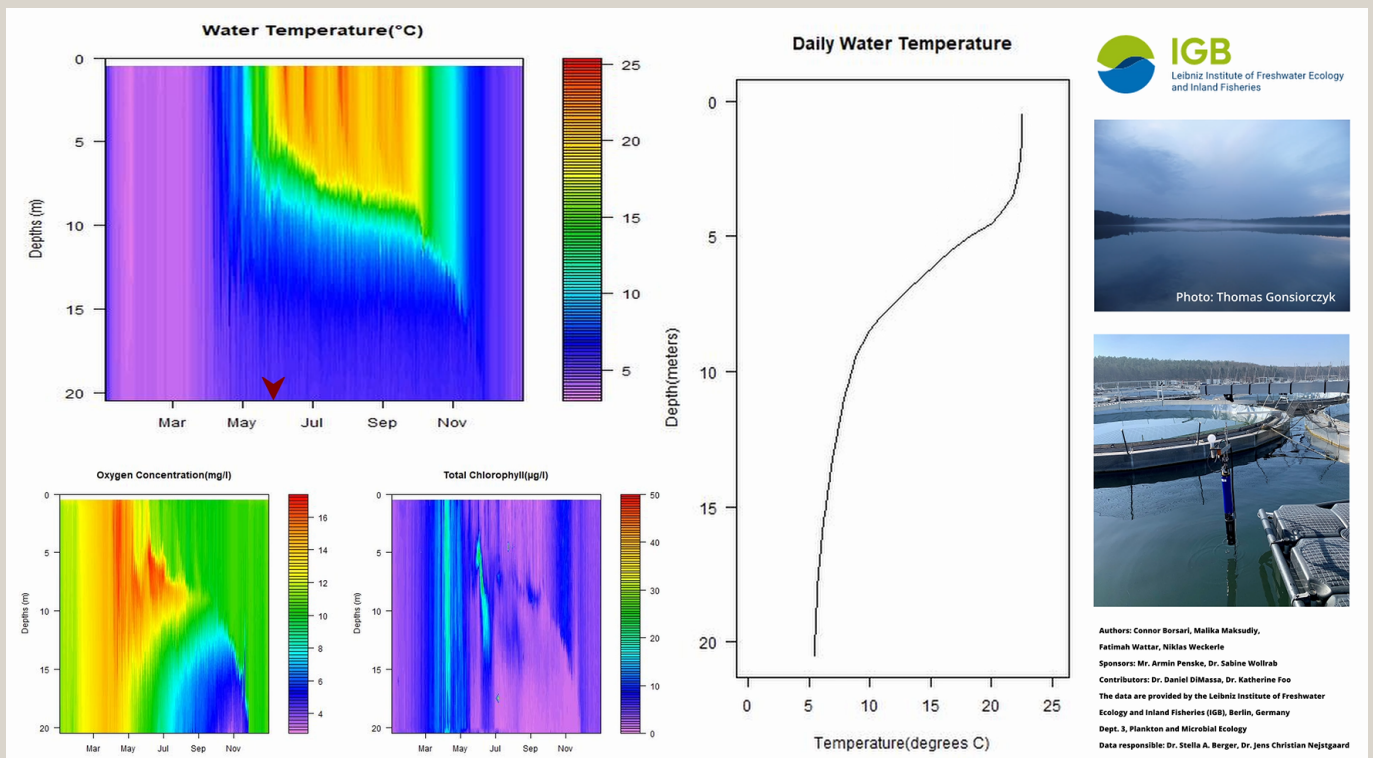 Water Temperature(°C)
0
5
10
15
20
Depths (m)
Mar
May
Jul
Sep
Nov
25
20
15
10
5
Oxygen Concentration(mg/l)
0
5
10
15
20
Depths (m)
Mar
May
Jul
Sep
Nov
16
14
12
10
8
6
4
Total Chlorophyll(µg/l)
0
5
10
15
20
Depths (m)
Mar
May
Jul
Sep
Nov
50
40
30
20
10
0
Daily Water Temperature
0
5
10
15
20
Depth(meters)
0
5
10
15
20
25
Temperature(degrees C)
IGB
Leibniz Institute of Freshwater Ecology
and Inland Fisheries
Photo: Thomas Gonsiorczyk
Authors: Connor Borsari, Malika Maksudiy,
Fatimah Wattar, Niklas Weckerle
Sponsors: Mr. Armin Penske, Dr. Sabine Wollrab
Contributors: Dr. Daniel DiMassa, Dr. Katherine Foo
The data are provided by the Leibniz Institute of Freshwater
Ecology and Inland Fisheries (IGB), Berlin, Germany
Dept. 3, Plankton and Microbial Ecology
Data responsible: Dr. Stella A. Berger, Dr. Jens Christian Nejstgaard